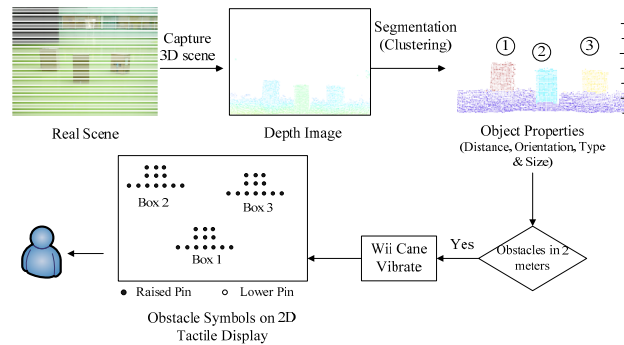 Capture
3D scene
Segmentation
(Clustering)
1
2
3
Real Scene
Depth Image
Object Properties
(Distance, Orientation, Type
& Size)
Box 2
Box 3
Box 1
Wii Cane
Vibrate
Yes
Obstacles in 2
meters
Raised Pin
Lower Pin
Obstacle Symbols on 2D
Tactile Display